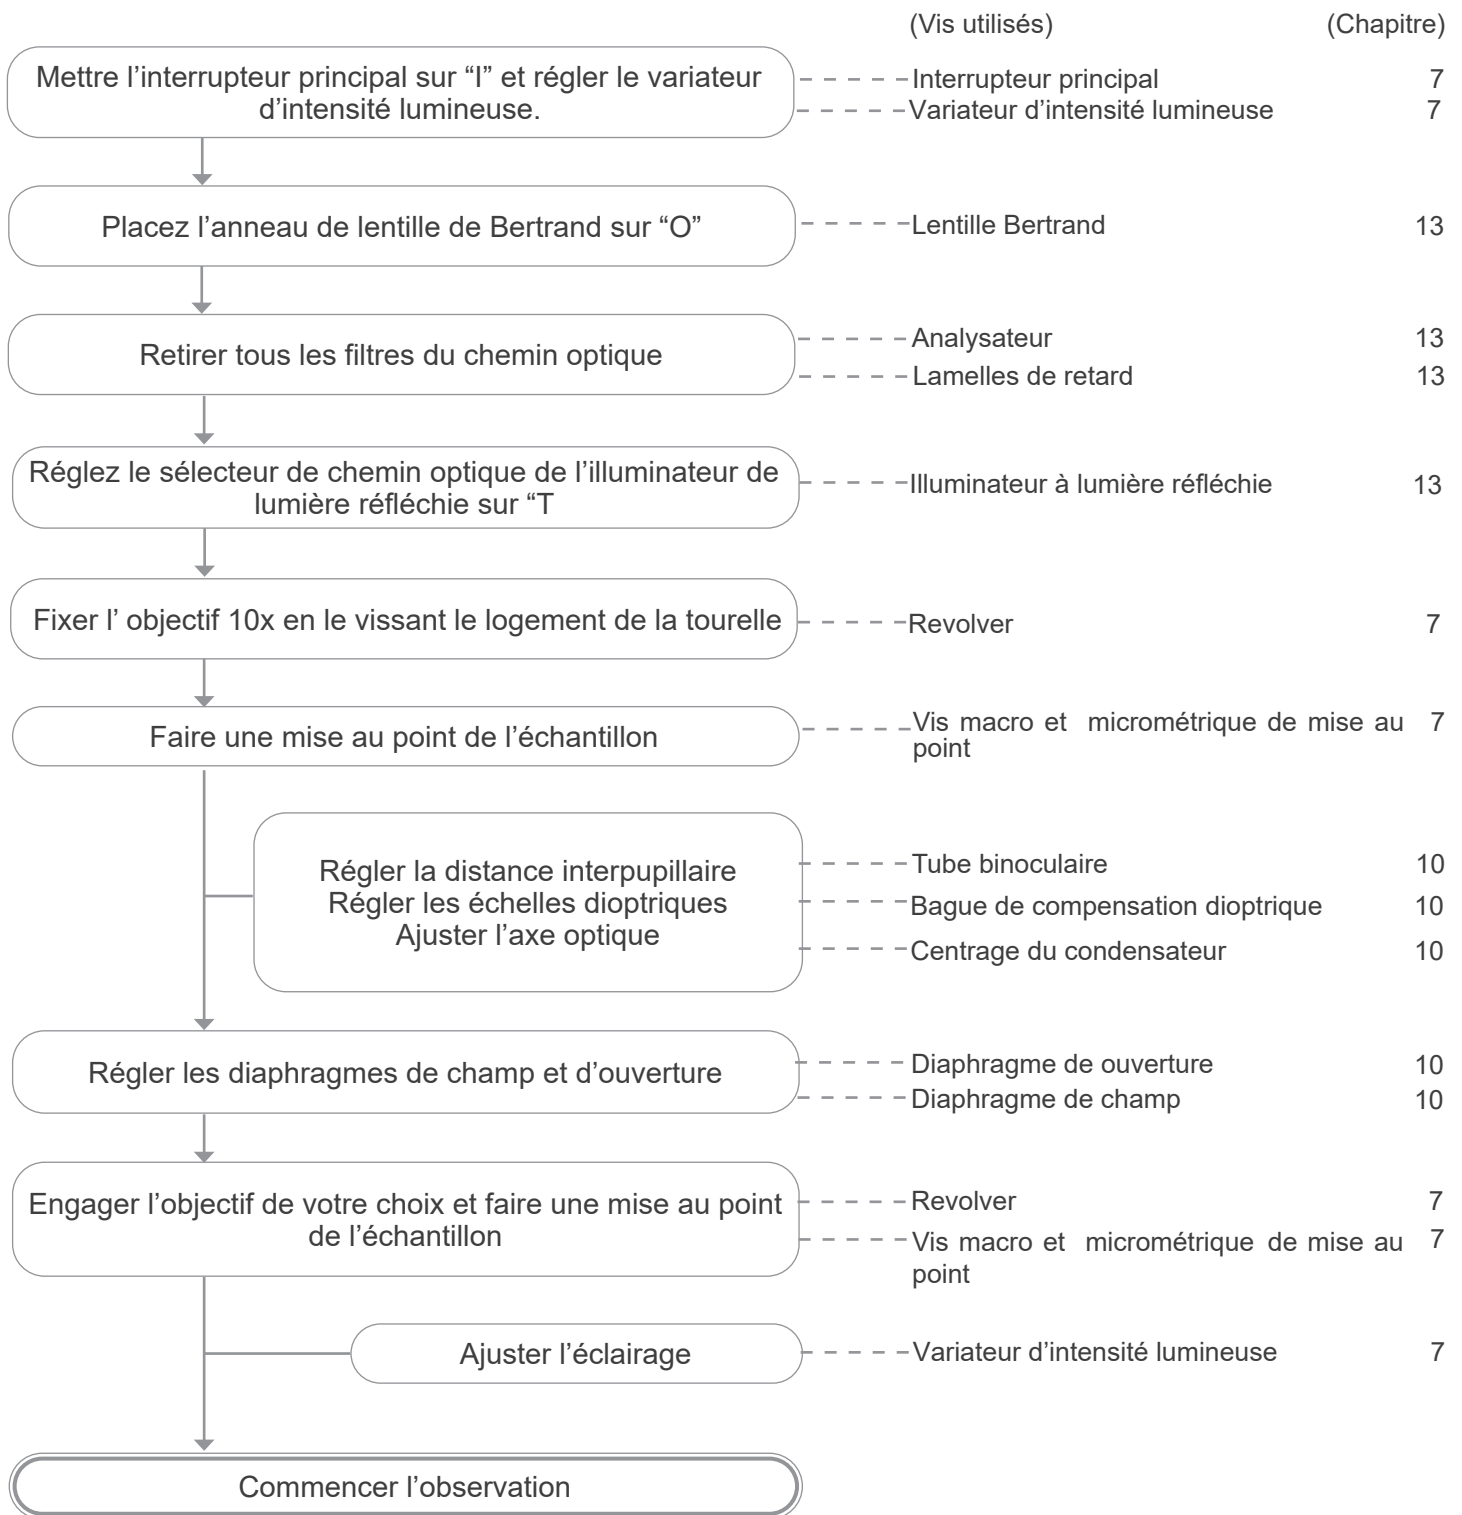 (Vis utilisés) (Chapitre)
Mettre l’interrupteur principal sur “I” et régler le variateur
d’intensité lumineuse.
Interrupteur principal 7
Variateur d’intensité lumineuse 7
Placez l’anneau de lentille de Bertrand sur “O”
Lentille Bertrand 13
Retirer tous les filtres du chemin optique
Analysateur 13
Lamelles de retard 13
Réglez le sélecteur de chemin optique de l’illuminateur de
lumière réfléchie sur “T
Illuminateur à lumière réfléchie 13
Fixer l’ objectif 10x en le vissant le logement de la tourelle
Revolver 7
Faire une mise au point de l’échantillon
Vis macro et micrométrique de mise au 7
point
Régler la distance interpupillaire
Régler les échelles dioptriques
Ajuster l’axe optique
Tube binoculaire 10
Bague de compensation dioptrique 10
Centrage du condensateur 10
Régler les diaphragmes de champ et d’ouverture
Diaphragme de ouverture 10
Diaphragme de champ 10
Engager l’objectif de votre choix et faire une mise au point
de l’échantillon
Revolver 7
Vis macro et micrométrique de mise au 7
point
Ajuster l’éclairage
Variateur d’intensité lumineuse 7
Commencer l’observation